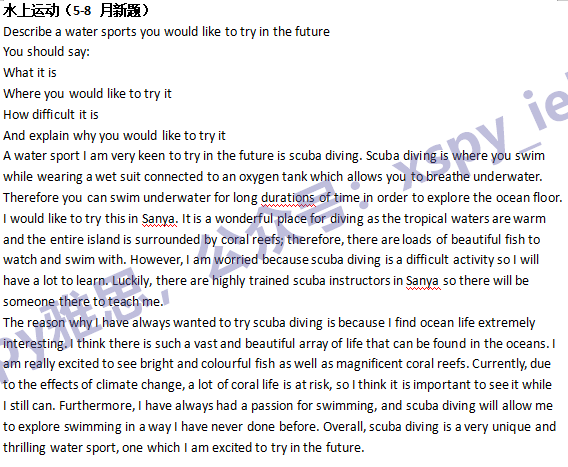 水上运动（5-8 月新题）
Describe a water sports you would like to try in the future
You should say:
What it is
Where you would like to try it
How difficult it is
And explain why you would like to try it
A water sport I am very keen to try in the future is scuba diving. Scuba diving is where you swim
while wearing a wet suit connected to an oxygen tank which allows you to breathe underwater.
Therefore you can swim underwater for long durations of time in order to explore the ocean floor.
I would like to try this in Sanya. It is a wonderful place for diving as the tropical waters are warm
and the entire island is surrounded by coral reefs; therefore, there are loads of beautiful fish to
watch and swim with. However, I am worried because scuba diving is a difficult activity so I will
have a lot to learn. Luckily, there are highly trained scuba instructors in Sanya so there will be
someone there to teach me.
The reason why I have always wanted to try scuba diving is because I find ocean life extremely
interesting. I think there is such a vast and beautiful array of life that can be found in the oceans. I
am really excited to see bright and colourful fish as well as magnificent coral reefs. Currently, due
to the effects of climate change, a lot of coral life is at risk, so I think it is important to see it while
I still can. Furthermore, I have always had a passion for swimming, and scuba diving will allow me
to explore swimming in a way I have never done before. Overall, scuba diving is a very unique and
thrilling water sport, one which I am excited to try in the future.
py雅思，公众号：xspy_ie